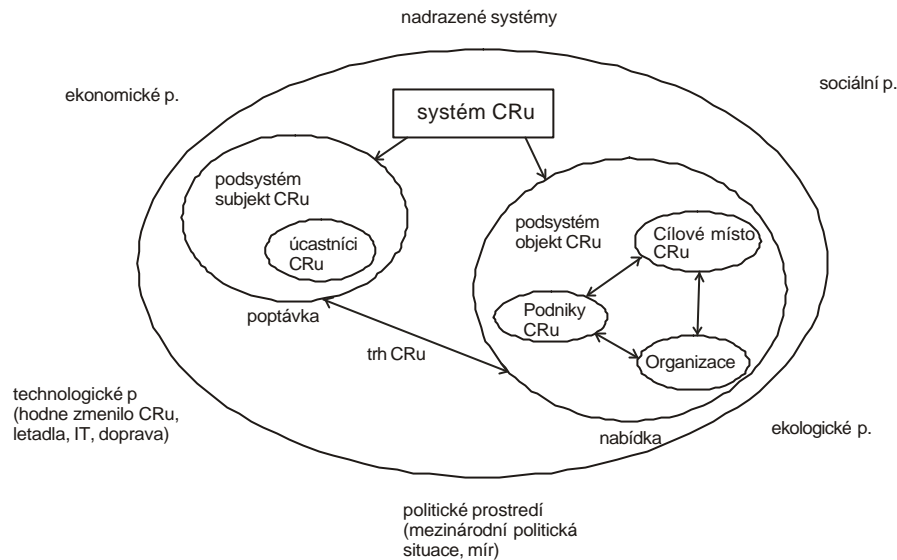 nadrazené systémy
ekonomické p.
sociální p.
systém CRu
podsystém
subjekt CRu
úcastníci
CRu
poptávka
podsystém
objekt CRu
Cílové místo
CRu
Podniky
CRu
Organizace
trh CRu
nabídka
technologické p
(hodne zmenilo CRu,
letadla, IT, doprava)
ekologické p.
politické prostredí
(mezinárodní politická
situace, mír)